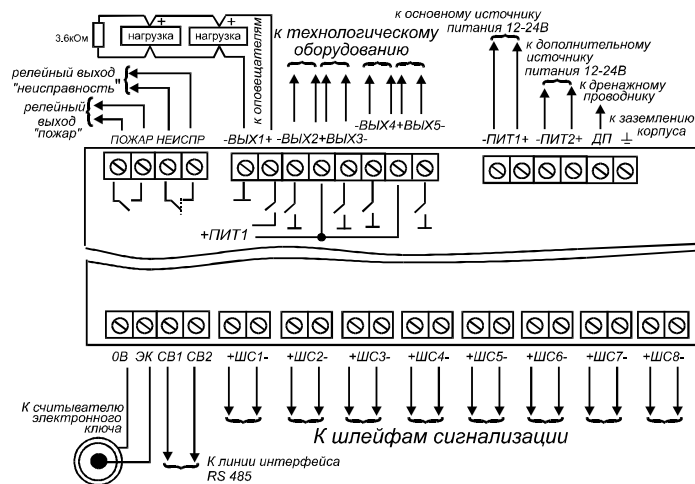 3.6кОм
нагрузка
нагрузка
к оповещателям
к технологическому
оборудованию
к основному источнику
питания 12-24В
к дополнительному
источнику
питания 12-24В
к дренажному
проводнику
к заземлению
корпуса
релейный выход
"неисправность"
релейный
выход
"пожар"
ПОЖАР НЕИСПР
-ВЫХ1+ -ВЫХ2+ВЫХ3- -ВЫХ4+ВЫХ5-
-ПИТ1+ -ПИТ2+ ДП
+ПИТ1
0В ЭК СВ1 СВ2
+ШС1- +ШС2- +ШС3- +ШС4- +ШС5- +ШС6- +ШС7- +ШС8-
К считывателю
электронного
ключа
К линии интерфейса
RS 485
К шлейфам сигнализации